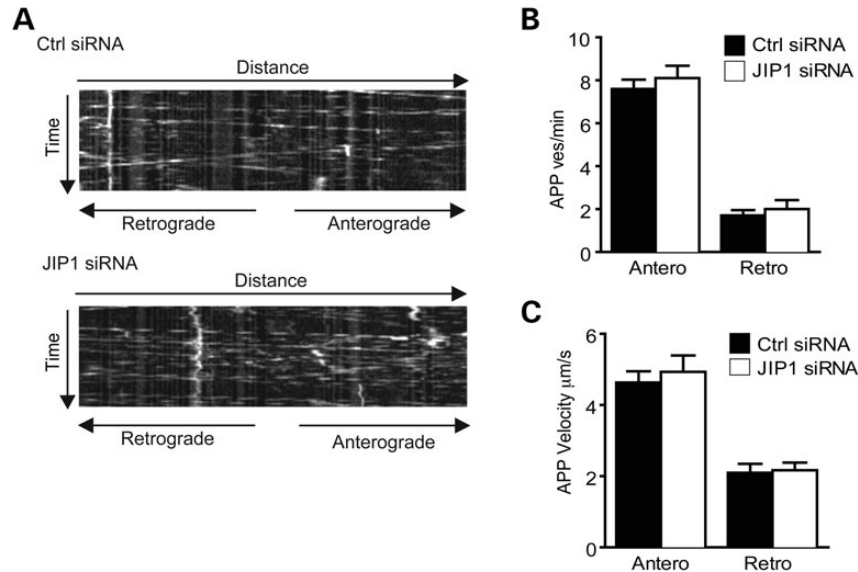 A
Ctrl siRNA
Distance
Time
Retrograde
Anterograde
JIP1 siRNA
Distance
Time
Retrograde
Anterograde
B
Ctrl siRNA
JIP1 siRNA
APP ves/min
10
8
6
4
2
0
Antero
Retro
C
Ctrl siRNA
JIP1 siRNA
APP Velocity μm/s
6
4
2
0
Antero
Retro